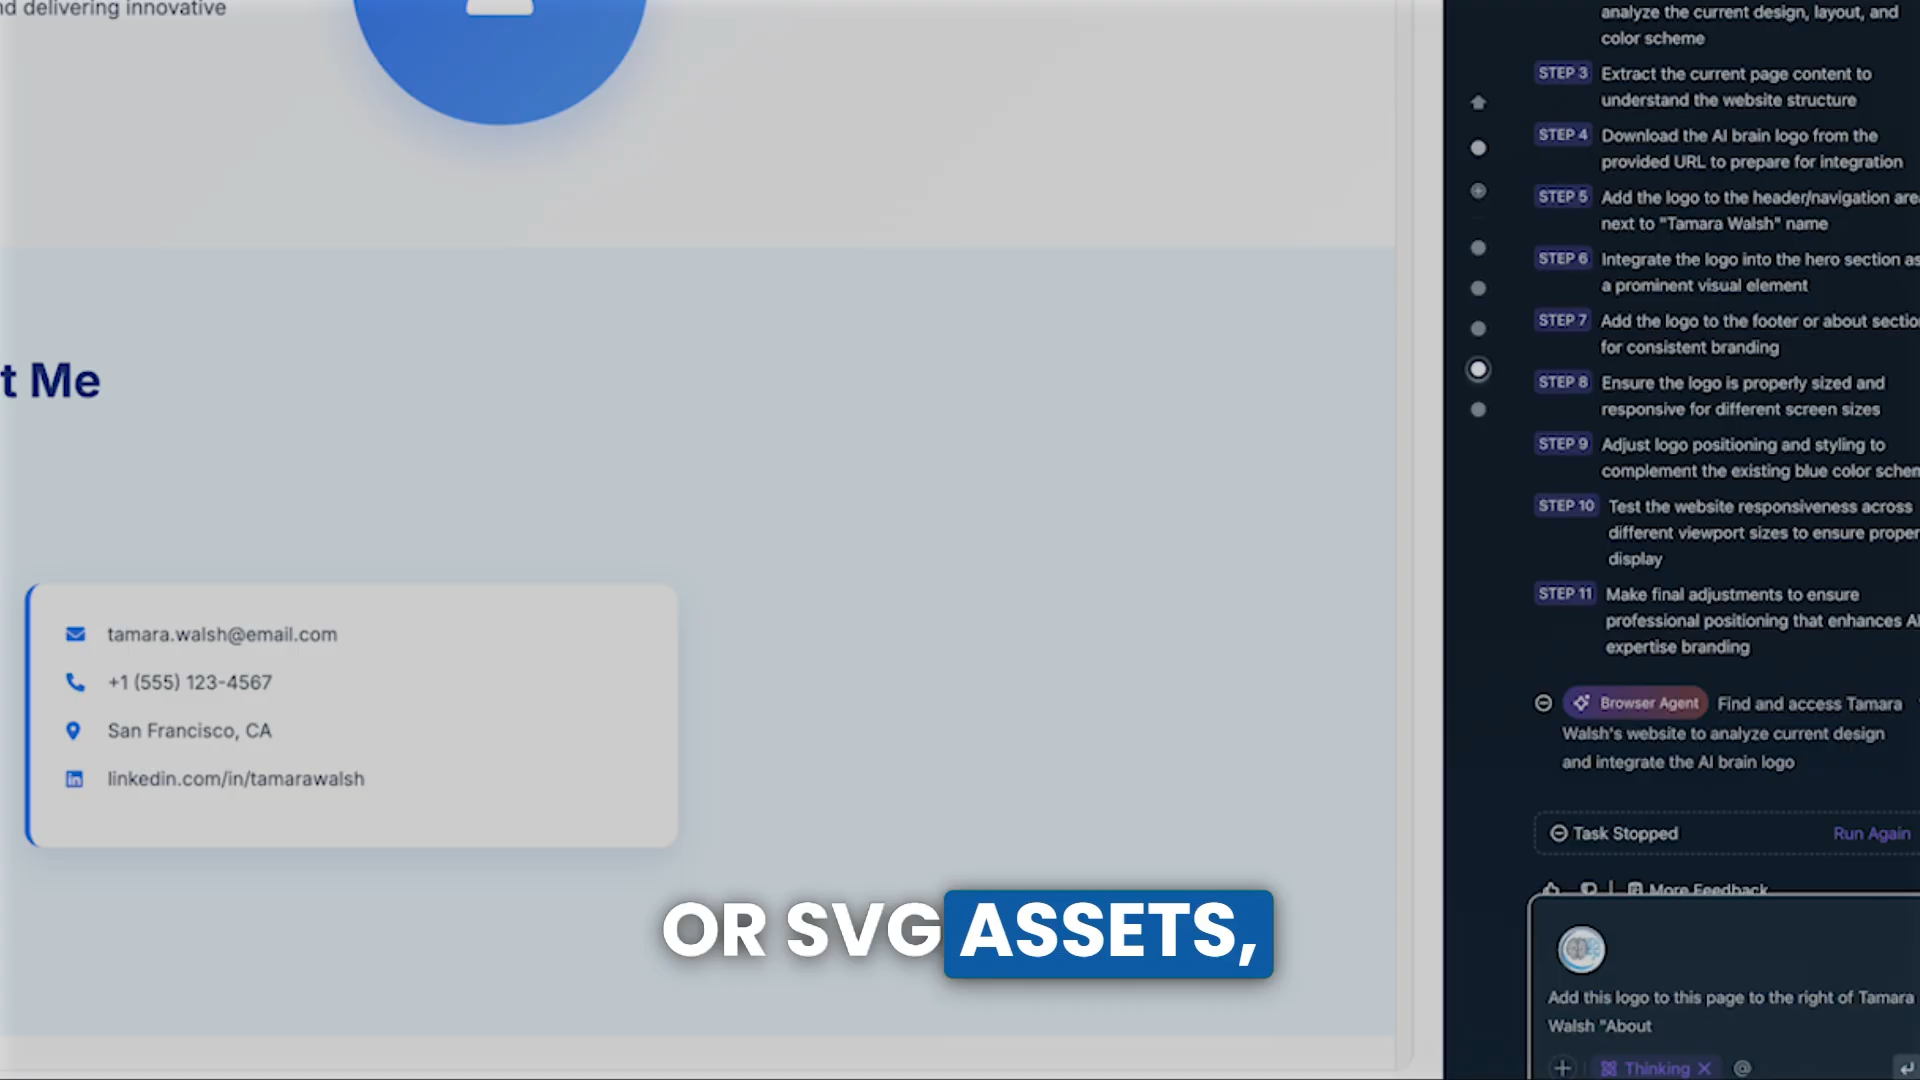 nd delivering innovative
t Me
tamara.walsh@email.com
+1 (555) 123-4567
San Francisco, CA
linkedin.com/in/tamarawalsh
OR SVG ASSETS,
analyze the current design, layout, and
color scheme
STEP 3 Extract the current page content to
understand the website structure
STEP 4 Download the AI brain logo from the
provided URL to prepare for integration
STEP 5 Add the logo to the header/navigation are
next to "Tamara Walsh" name
STEP 6 Integrate the logo into the hero section as
a prominent visual element
STEP 7 Add the logo to the footer or about sectio
for consistent branding
STEP 8 Ensure the logo is properly sized and
responsive for different screen sizes
STEP 9 Adjust logo positioning and styling to
complement the existing blue color schem
STEP 10 Test the website responsiveness across
different viewport sizes to ensure proper
display
STEP 11 Make final adjustments to ensure
professional positioning that enhances AI
expertise branding
Browser Agent Find and access Tamara
Walsh's website to analyze current design
and integrate the AI brain logo
Task Stopped Run Again
More Feedback
Add this logo to this page to the right of Tamara
Walsh "About
Thinking